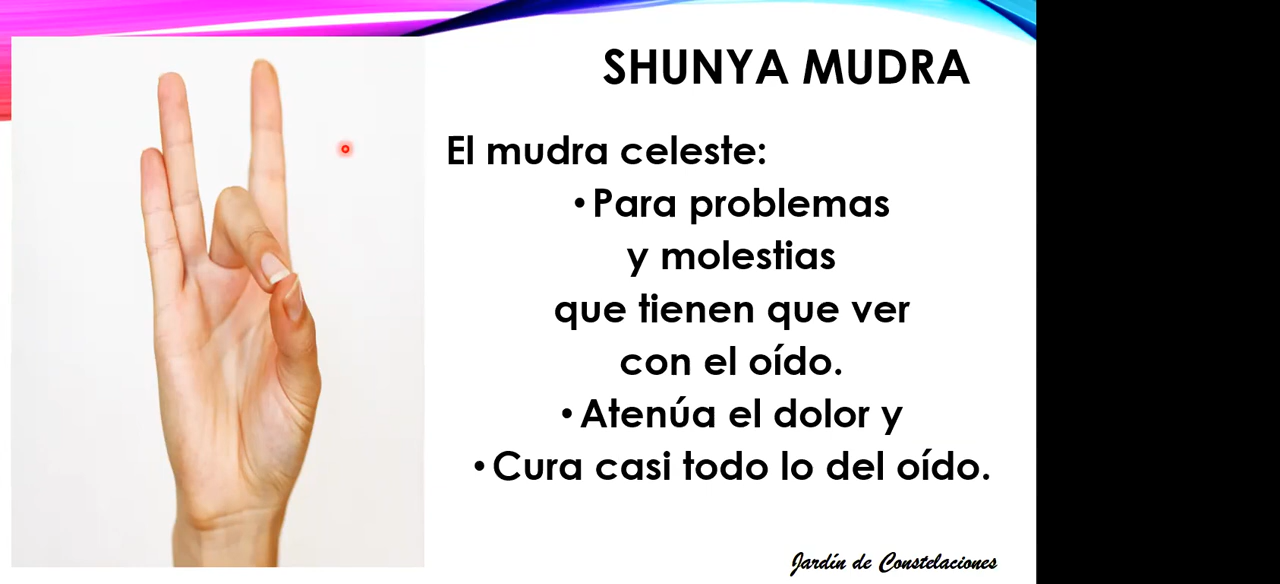 SHUNYA MUDRA
El mudra celeste:
• Para problemas
y molestias
que tienen que ver
con el oído.
• Atenúa el dolor y
• Cura casi todo lo del oído.
Jardín de Constelaciones